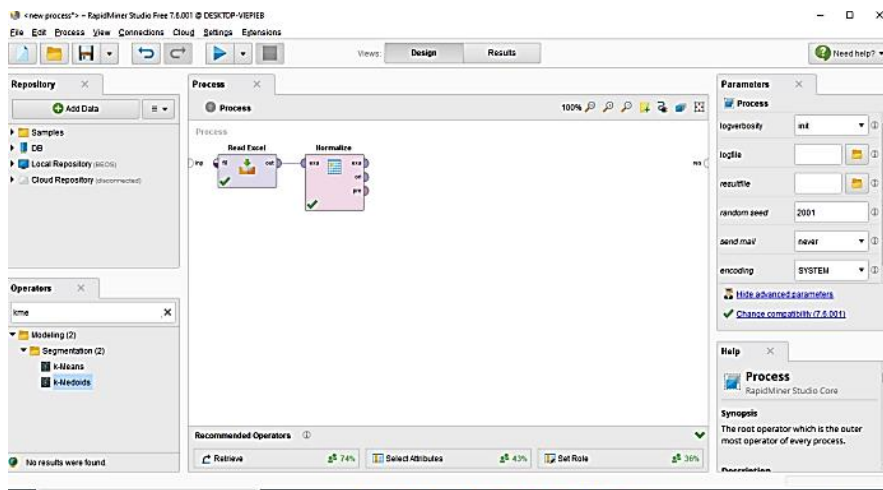 <new process*> – RapidMiner Studio Free 7.6.001 @ DESKTOP-VIEPIEB
File Edit Process View Connections Cloud Settings Extensions
Views: Design Results Need help?
Repository
Add Data
Samples
DB
Local Repository (BEOS)
Cloud Repository (disconnected)
Operators
kme
Modeling (2)
Segmentation (2)
k-Means
k-Medoids
No results were found.
Process
Process
100%
Process
Read Excel Normalize
inp fil out exa exa res
ori
pre
Recommended Operators
Retrieve 74% Select Attributes 43% Set Role 36%
Parameters
Process
logverbosity init
logfile
resultfile
random seed 2001
send mail never
encoding SYSTEM
Hide advanced parameters
Change compatibility (7.6.001)
Help
Process
RapidMiner Studio Core
Synopsis
The root operator which is the outer
most operator of every process.
Description